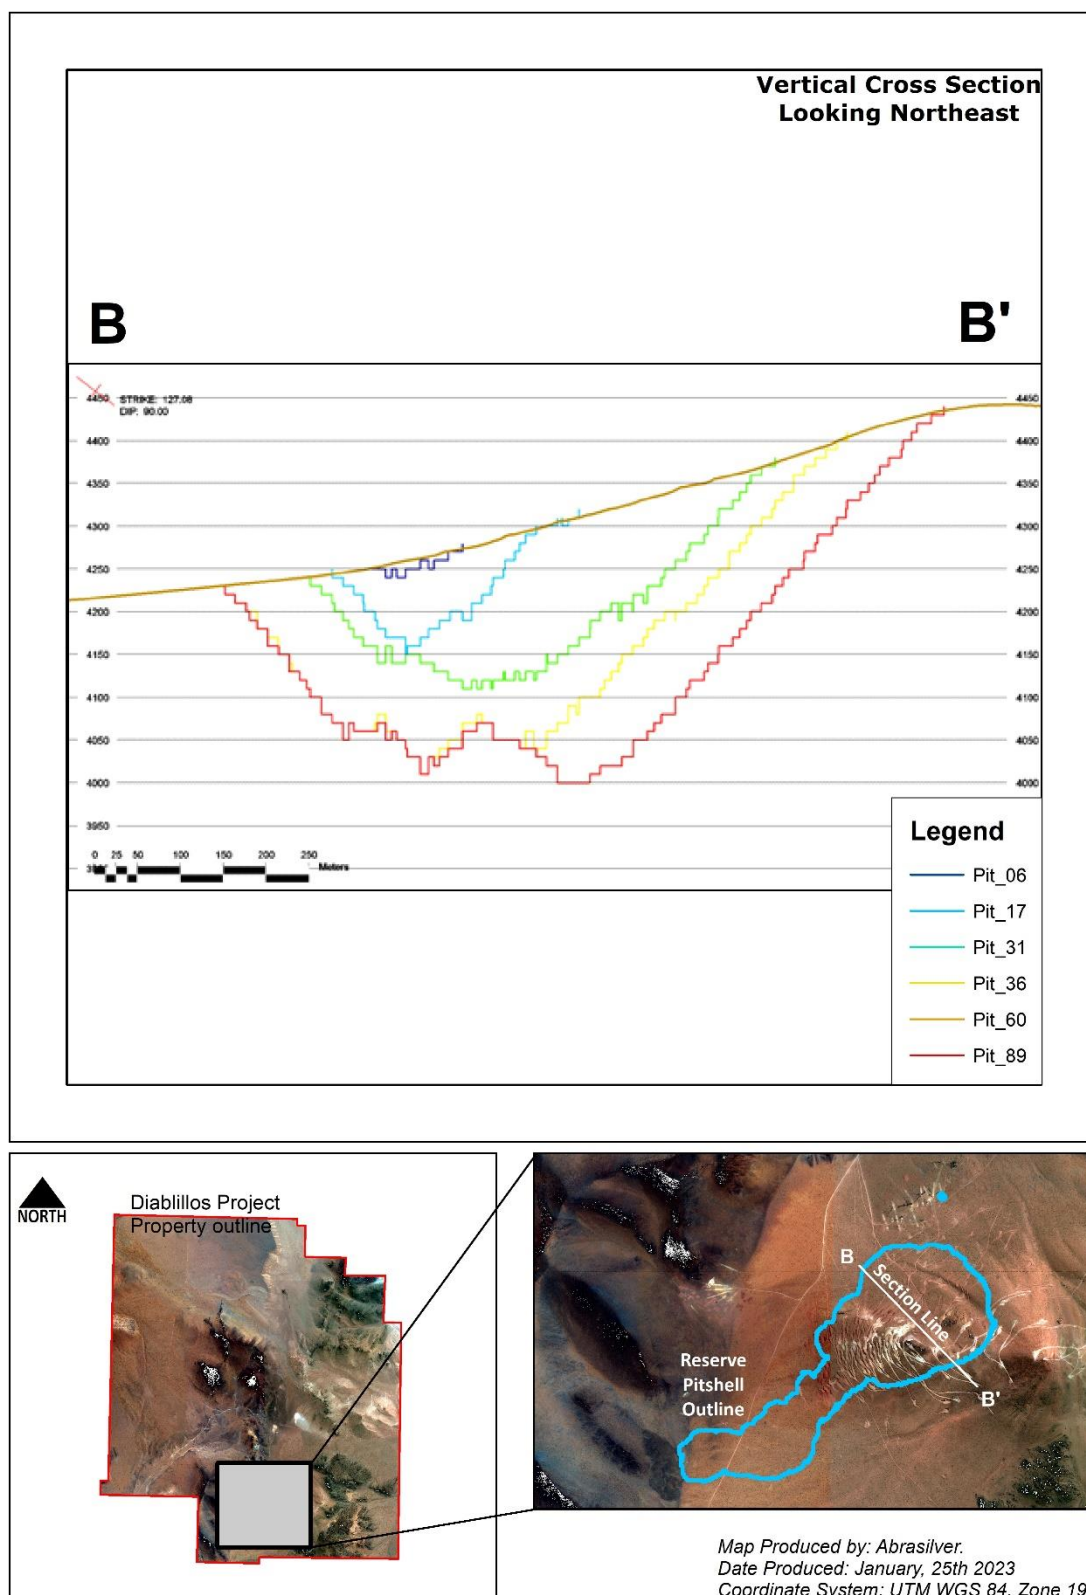 Vertical Cross Section
Looking Northeast
B
B'
STRIKE: 127.08
DIP: 90.00
4450
4450
4400
4400
4350
4350
4300
4300
4250
4250
4200
4200
4150
4150
4100
4100
4050
4050
4000
4000
3950
0 25 50 100 150 200 250
Meters
Legend
Pit_06
Pit_17
Pit_31
Pit_36
Pit_60
Pit_89
NORTH
Diablillos Project
Property outline
B
Section Line
B'
Reserve
Pitshell
Outline
Map Produced by: Abrasilver.
Date Produced: January, 25th 2023
Coordinate System: UTM WGS 84. Zone 19